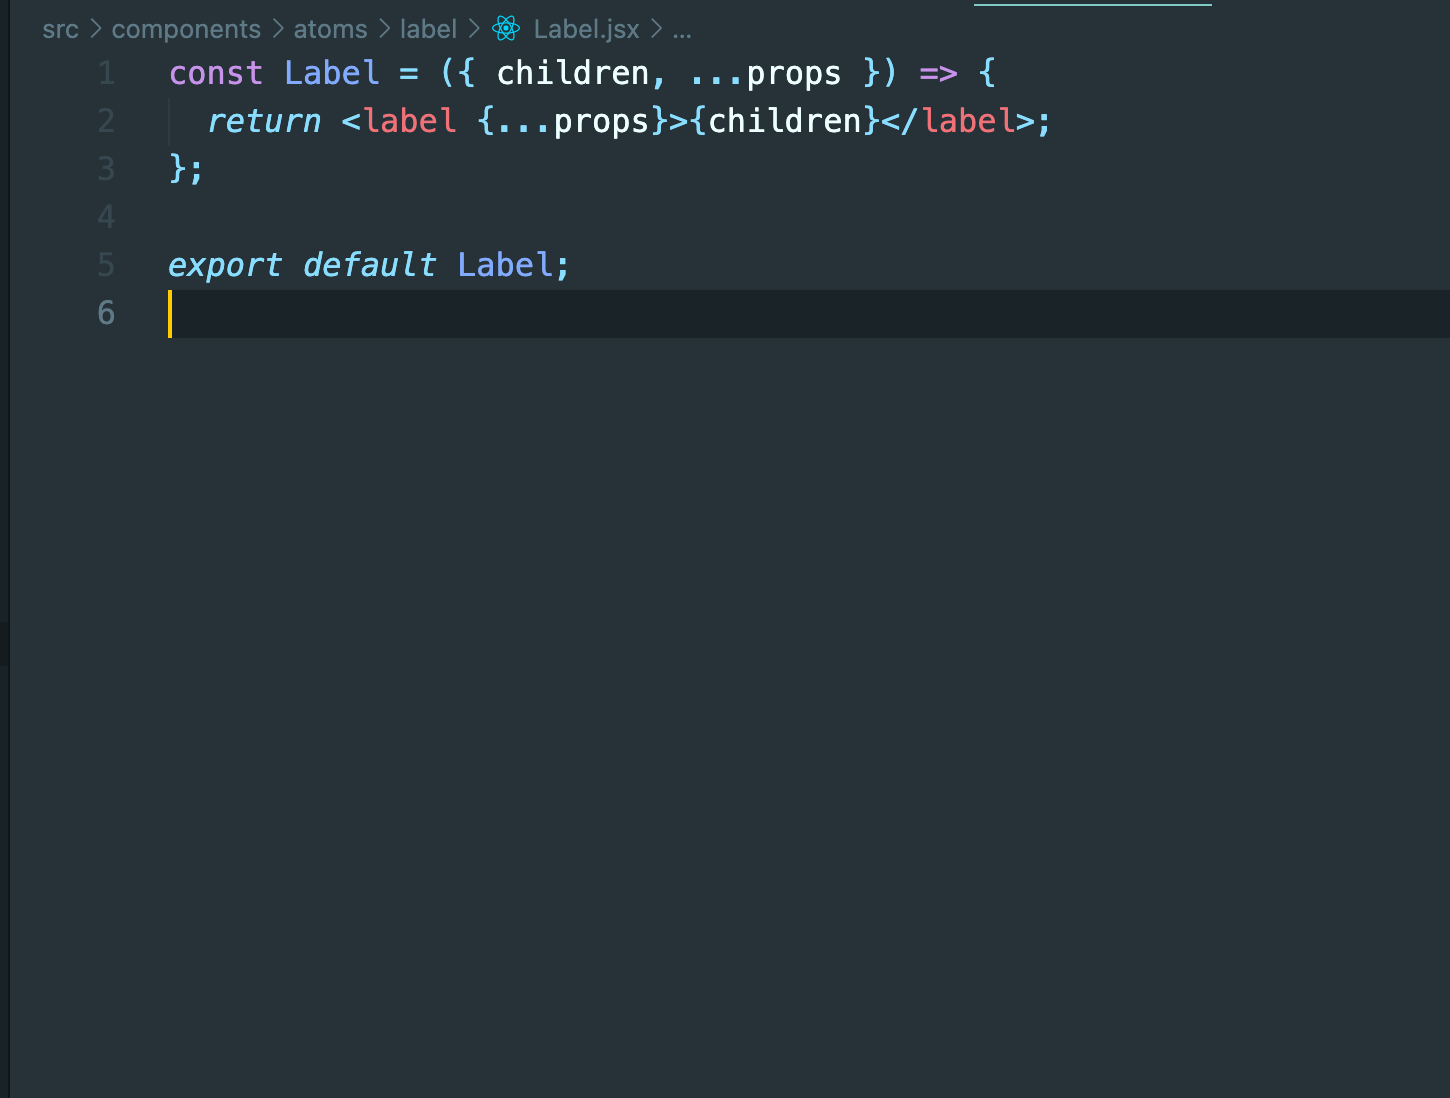 src > components > atoms > label > Label.jsx > ...
1 const Label = ({ children, ...props }) => {
2   return <label {...props}>{children}</label>;
3 };
4
5 export default Label;
6